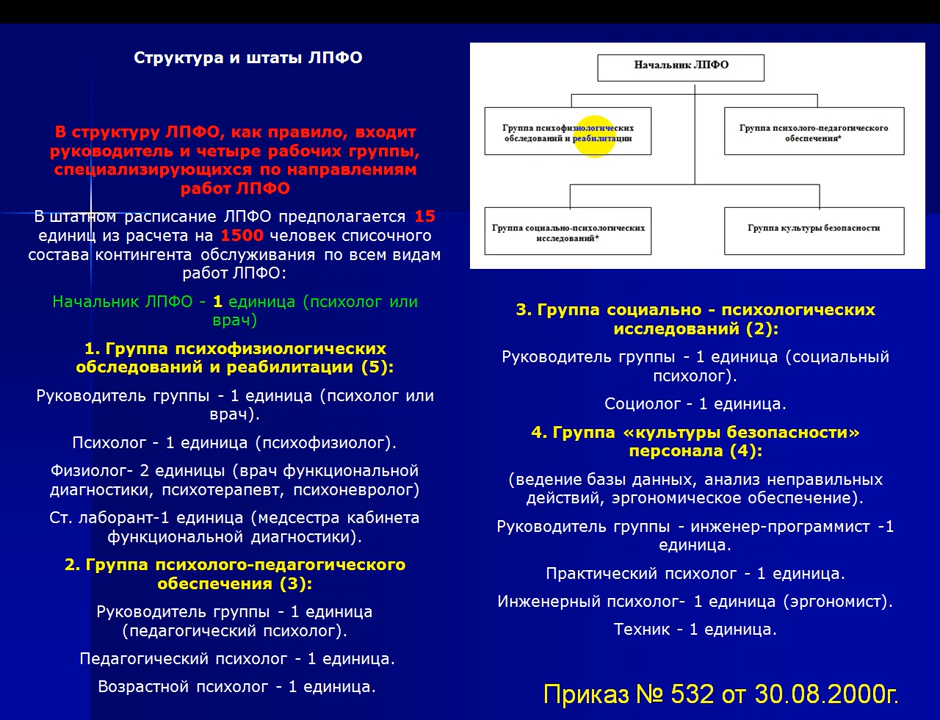 Структура и штаты ЛПФО
В структуру ЛПФО, как правило, входит
руководитель и четыре рабочих группы,
специализирующихся по направлениям
работ ЛПФО
В штатном расписание ЛПФО предполагается 15
единиц из расчета на 1500 человек списочного
состава контингента обслуживания по всем видам
работ ЛПФО:
Начальник ЛПФО - 1 единица (психолог или
врач)
1. Группа психофизиологических
обследований и реабилитации (5):
Руководитель группы - 1 единица (психолог или
врач).
Психолог - 1 единица (психофизиолог).
Физиолог- 2 единицы (врач функциональной
диагностики, психотерапевт, психоневролог)
Ст. лаборант-1 единица (медсестра кабинета
функциональной диагностики).
2. Группа психолого-педагогического
обеспечения (3):
Руководитель группы - 1 единица
(педагогический психолог).
Педагогический психолог - 1 единица.
Возрастной психолог - 1 единица.
Начальник ЛПФО
Группа психофизиологических
обследований и реабилитации
Группа психолого-педагогического
обеспечения*
Группа социально-психологических
исследований*
Группа культуры безопасности
3. Группа социально - психологических
исследований (2):
Руководитель группы - 1 единица (социальный
психолог).
Социолог - 1 единица.
4. Группа «культуры безопасности»
персонала (4):
(ведение базы данных, анализ неправильных
действий, эргономическое обеспечение).
Руководитель группы - инженер-программист -1
единица.
Практический психолог - 1 единица.
Инженерный психолог- 1 единица (эргономист).
Техник - 1 единица.
Приказ № 532 от 30.08.2000г.